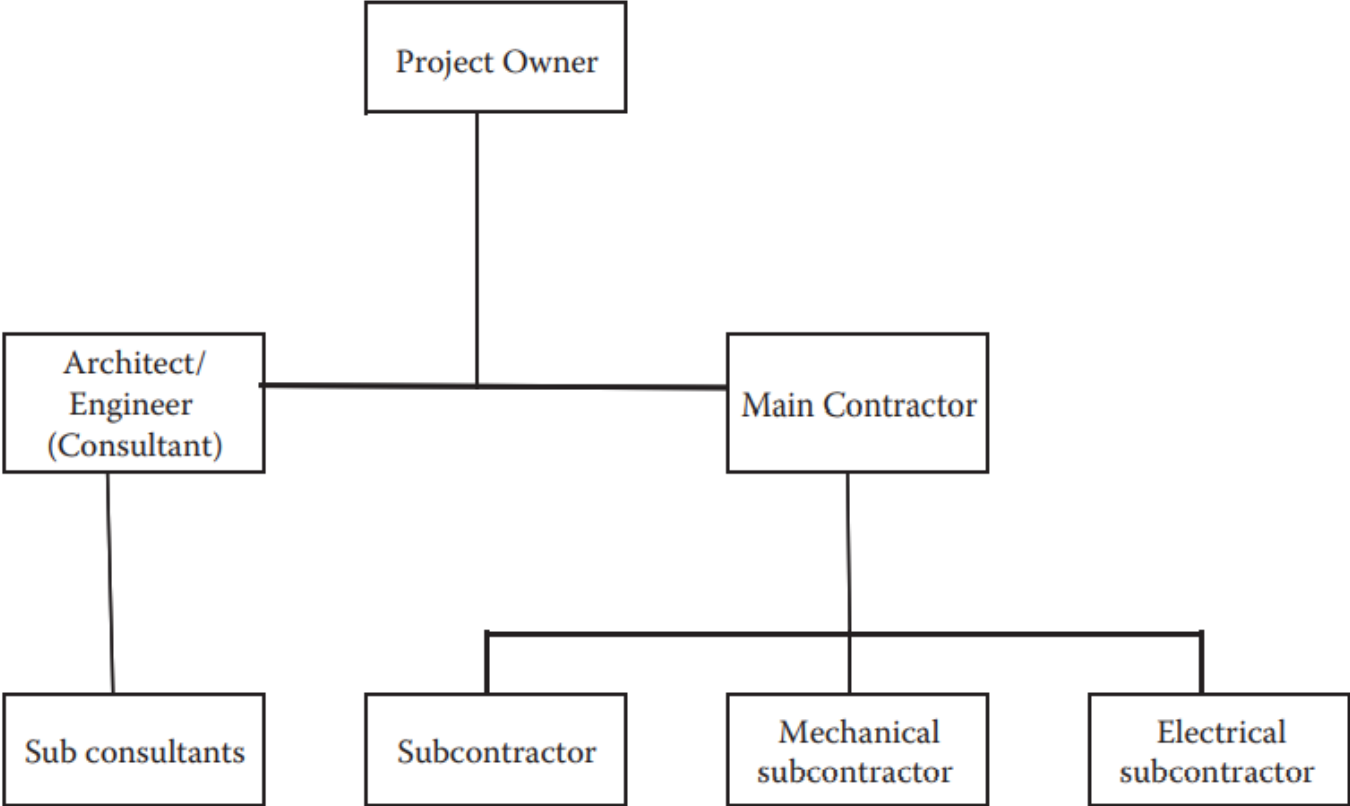 Project Owner
Architect/
Engineer
(Consultant)
Main Contractor
Sub consultants
Subcontractor
Mechanical
subcontractor
Electrical
subcontractor